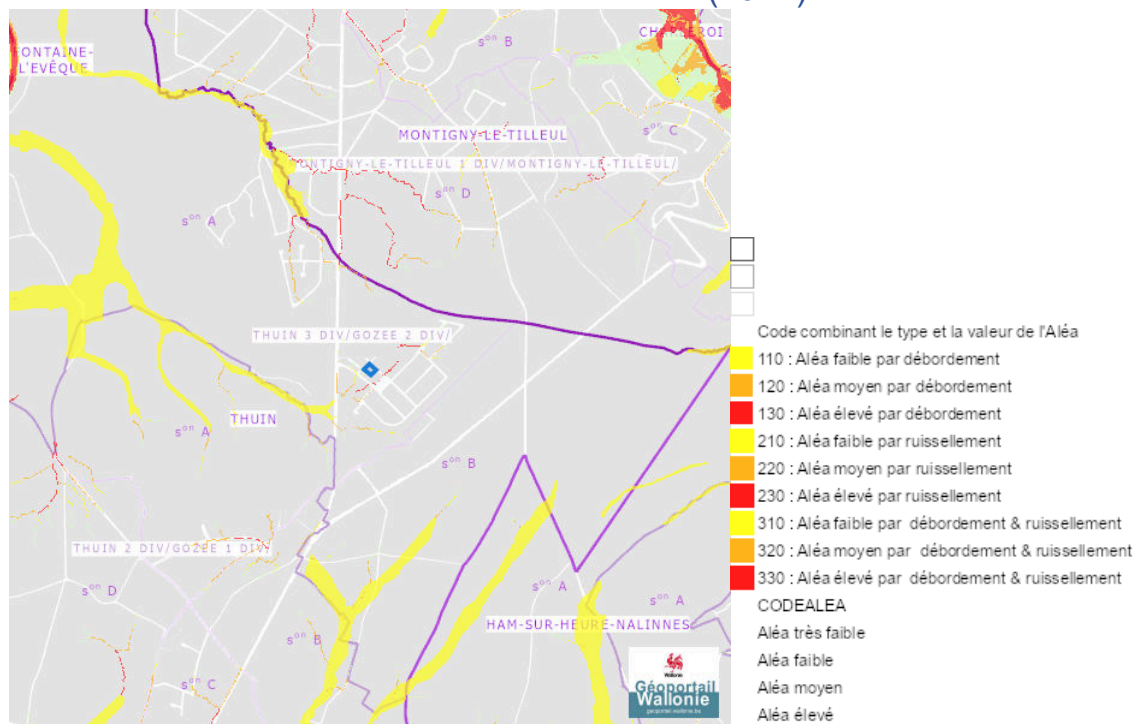 FONTAINE-
L'EVÊQUE
sᵒⁿ B
MONTIGNY-LE-TILLEUL
sᵒⁿ C
MONTIGNY-LE-TILLEUL 1 DIV/MONTIGNY-LE-TILLEUL/
sᵒⁿ D
sᵒⁿ A
THUIN 3 DIV/GOZEE 2 DIV/
THUIN
sᵒⁿ A
sᵒⁿ B
THUIN 2 DIV/GOZEE 1 DIV/
sᵒⁿ D
sᵒⁿ A
sᵒⁿ A
HAM-SUR-HEURE-NALINNES
sᵒⁿ B
sᵒⁿ C
Wallonie
Géoportail
Wallonie
geoportail.wallonie.be
Code combinant le type et la valeur de l'Aléa
110 : Aléa faible par débordement
120 : Aléa moyen par débordement
130 : Aléa élevé par débordement
210 : Aléa faible par ruissellement
220 : Aléa moyen par ruissellement
230 : Aléa élevé par ruissellement
310 : Aléa faible par débordement & ruissellement
320 : Aléa moyen par débordement & ruissellement
330 : Aléa élevé par débordement & ruissellement
CODEALEA
Aléa très faible
Aléa faible
Aléa moyen
Aléa élevé